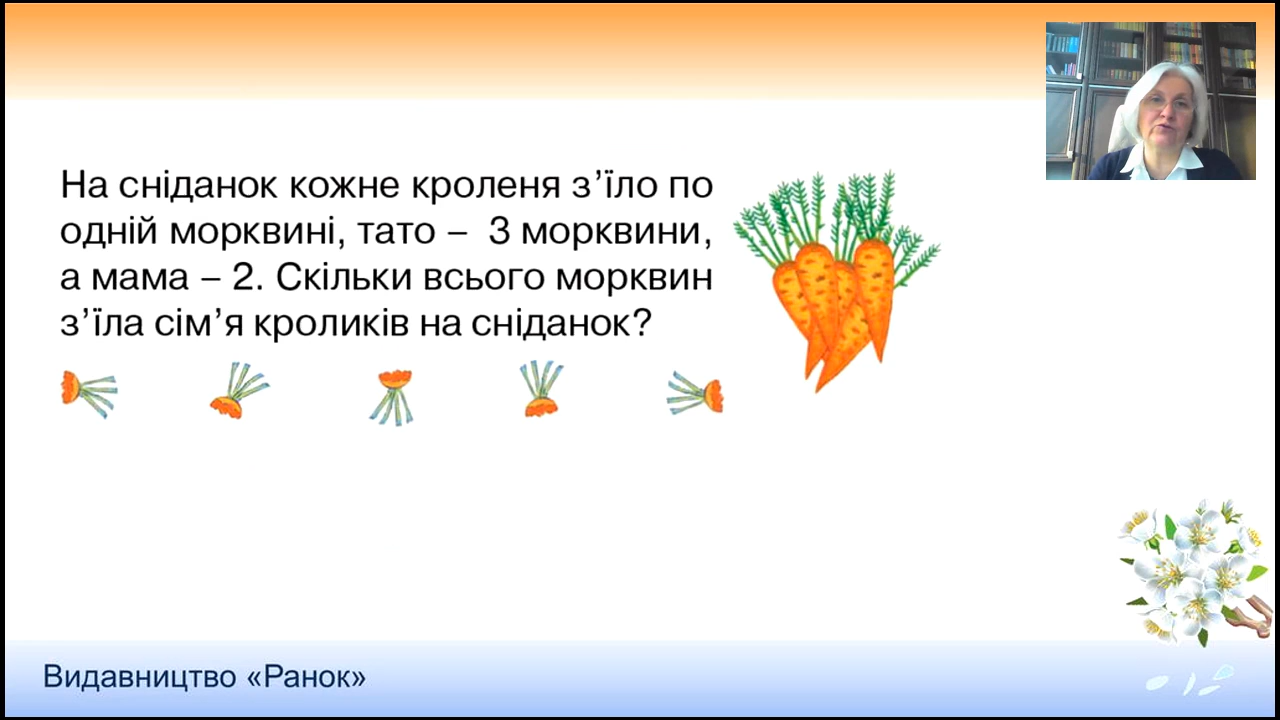 На сніданок кожне кроленя з’їло по
одній морквині, тато – 3 морквини,
а мама – 2. Скільки всього морквин
з’їла сім’я кроликів на сніданок?
Видавництво «Ранок»